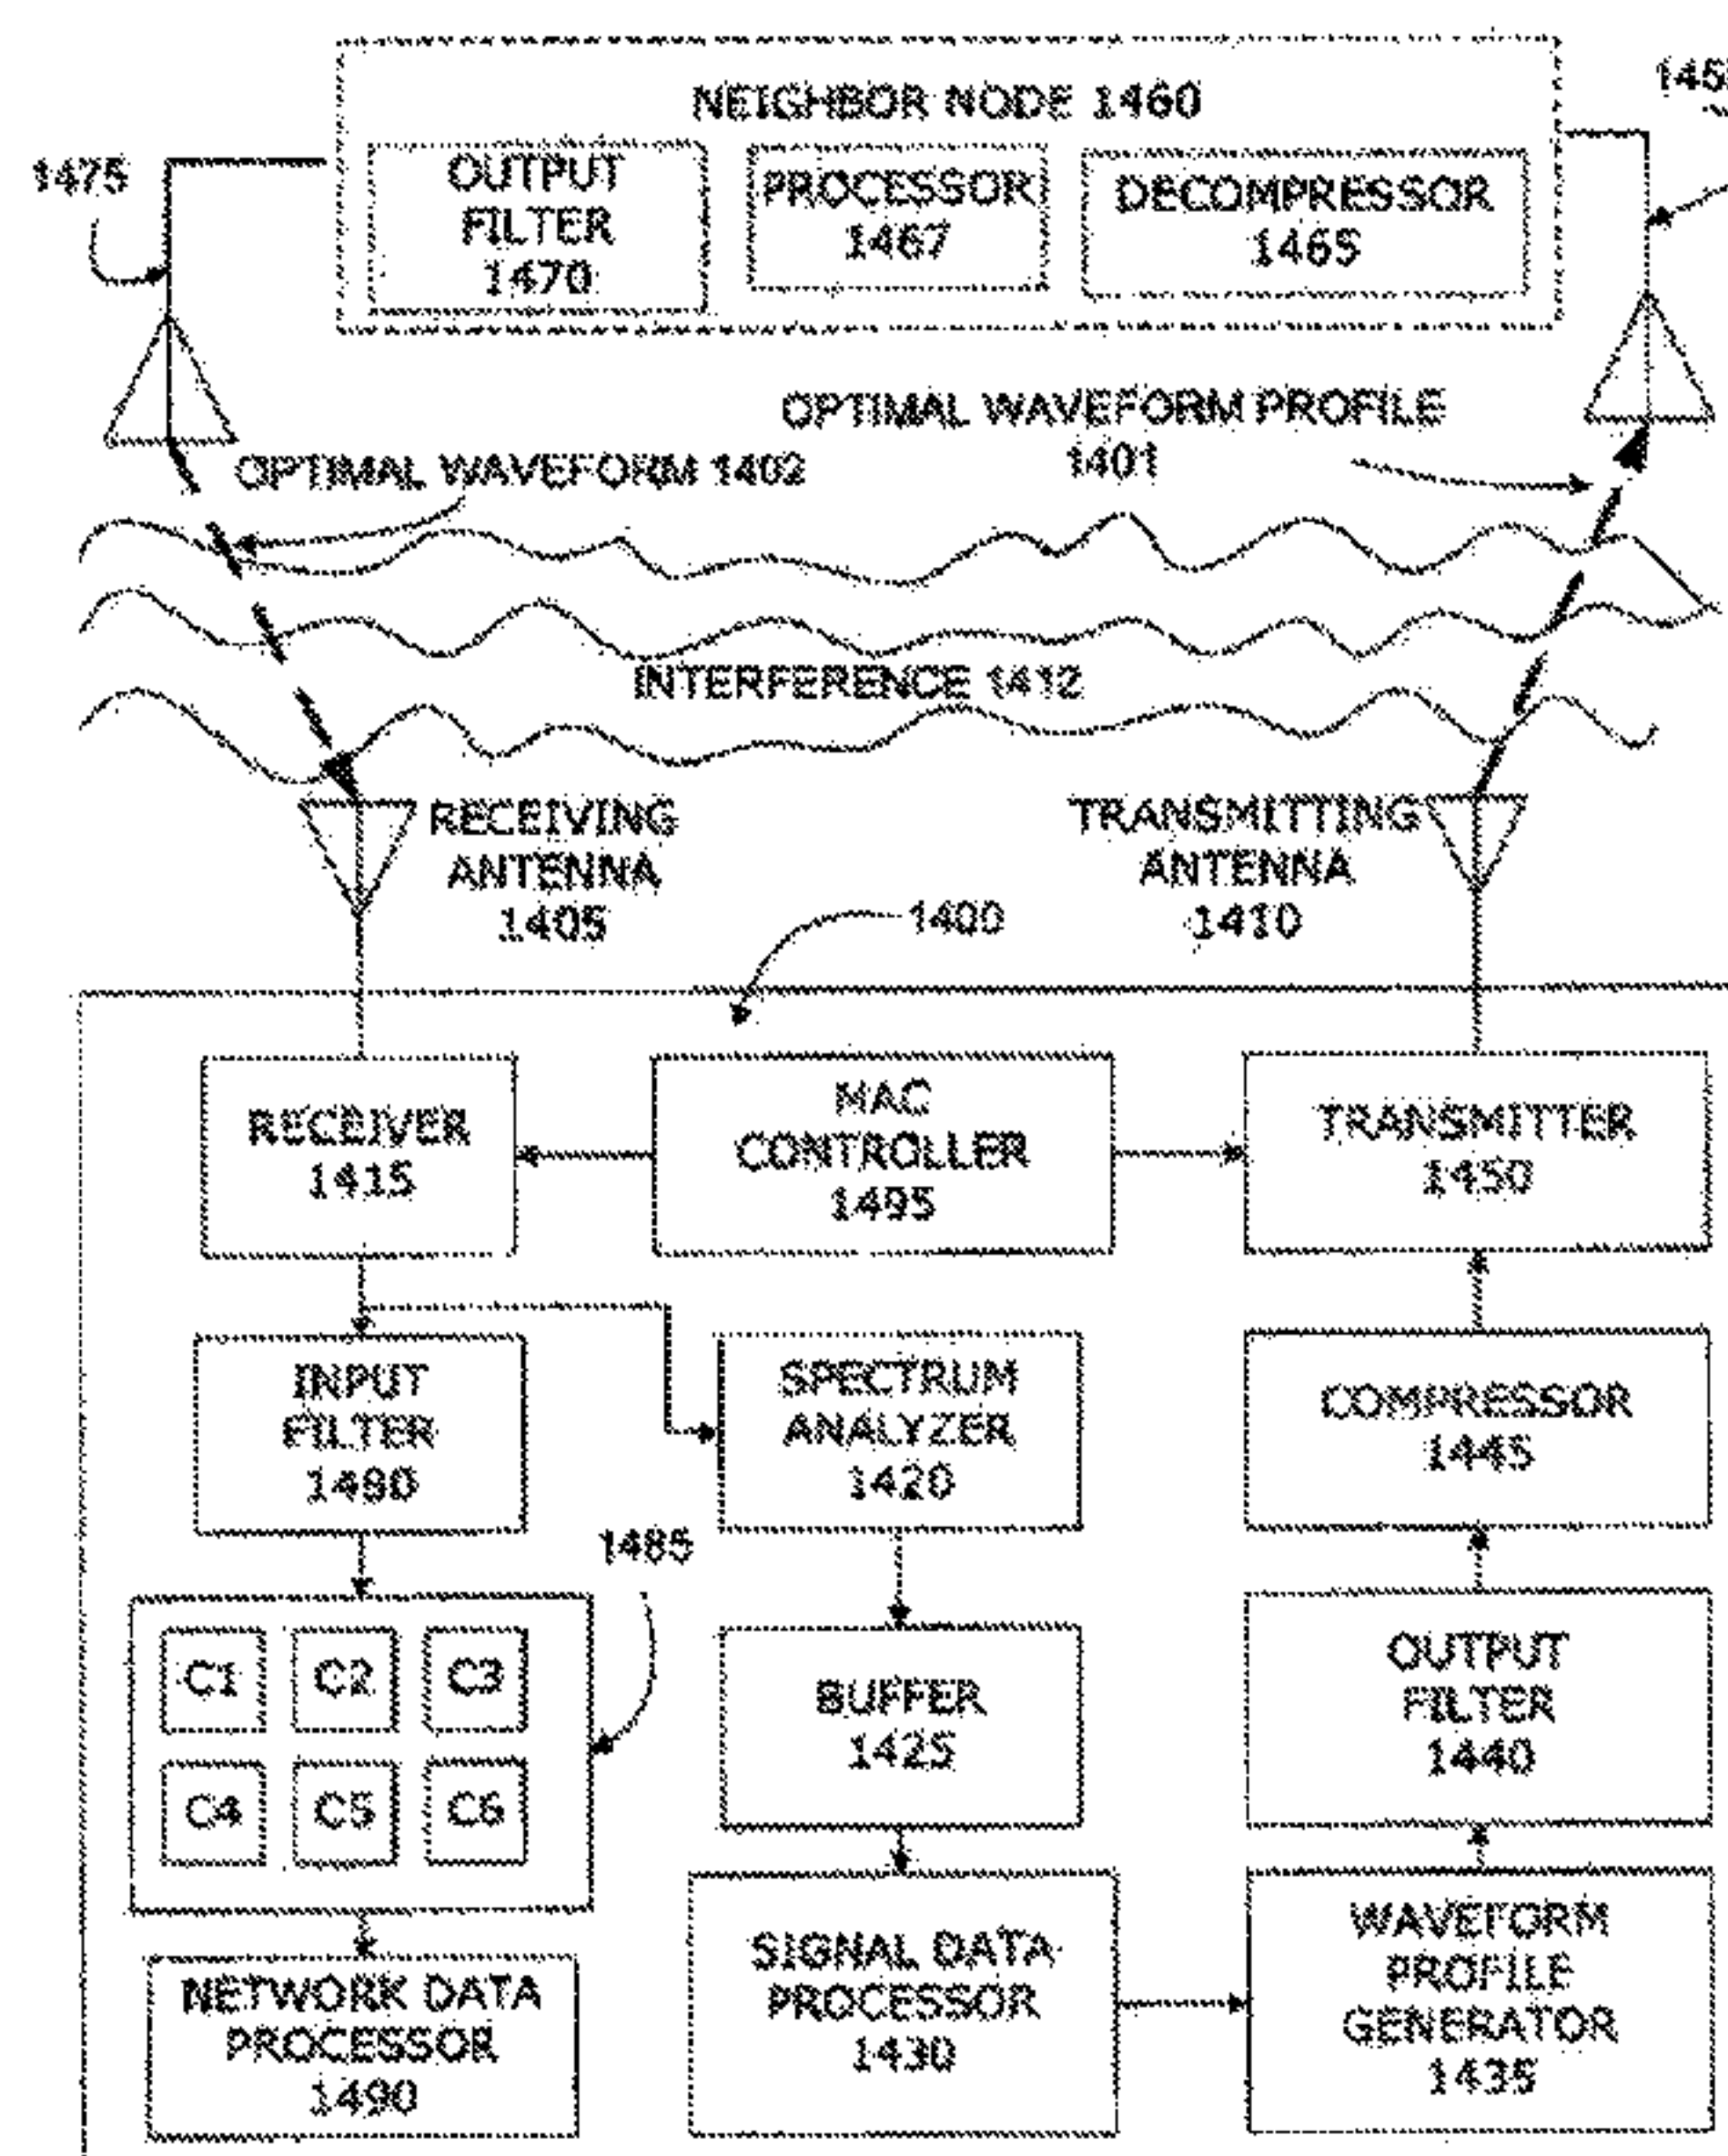 NEIGHBOR NODE 1460
1475
OUTPUT
FILTER
1470
PROCESSOR
1467
DECOMPRESSOR
1465
OPTIMAL WAVEFORM PROFILE
1401
OPTIMAL WAVEFORM 1402
INTERFERENCE 1412
RECEIVING
ANTENNA
1405
TRANSMITTING
ANTENNA
1410
1400
RECEIVER
1415
MAC
CONTROLLER
1495
TRANSMITTER
1450
INPUT
FILTER
1480
SPECTRUM
ANALYZER
1420
COMPRESSOR
1445
1485
C1 C2 C3
C4 C5 C6
BUFFER
1425
OUTPUT
FILTER
1440
NETWORK DATA
PROCESSOR
1490
SIGNAL DATA
PROCESSOR
1430
WAVEFORM
PROFILE
GENERATOR
1435